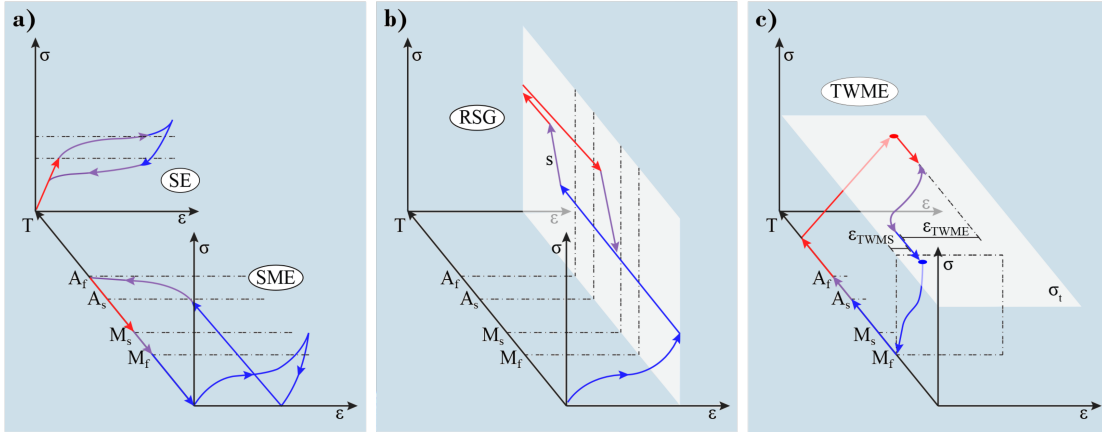 a)
σ
SE
T
ε
σ
SME
A_f
A_s
M_s
M_f
ε
b)
σ
RSG
s
T
ε
σ
A_f
A_s
M_s
M_f
ε
c)
σ
TWME
T
ε
ε_TWMS
ε_TWME
σ
A_f
A_s
M_s
M_f
σ_t
ε